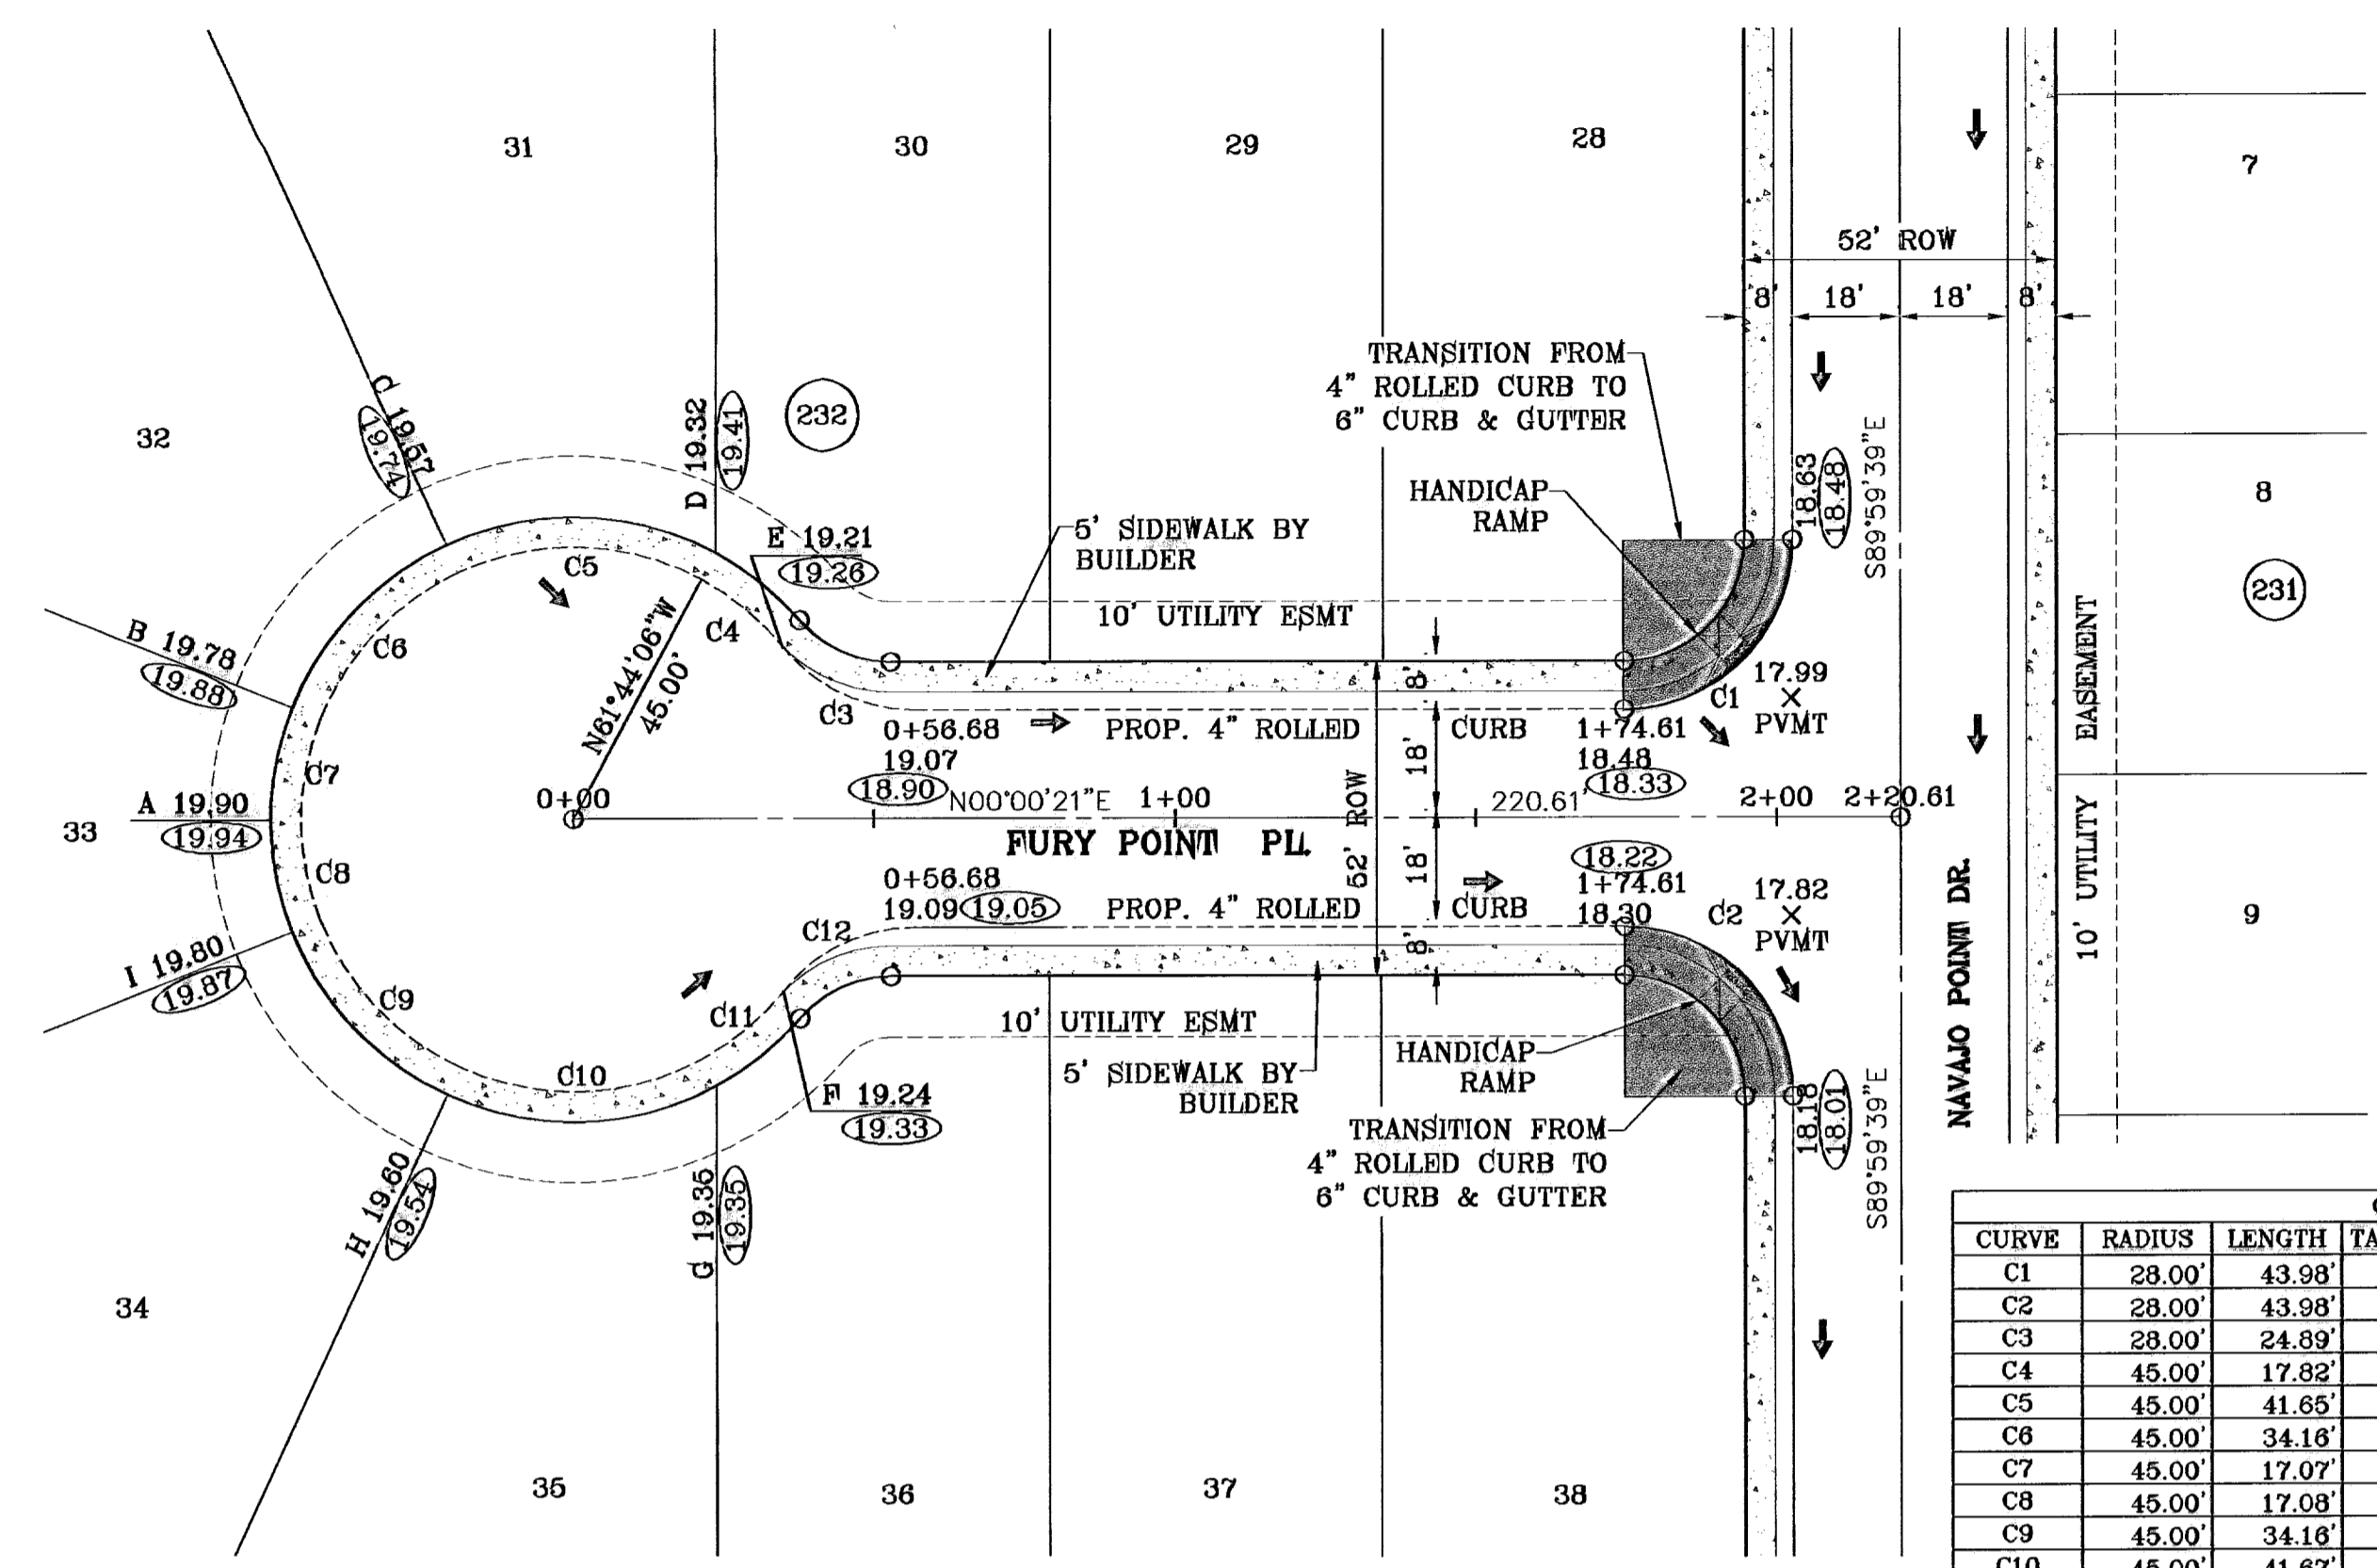 31
30
29
28
7
52' ROW
8'
18'
18'
8'
TRANSITION FROM
4" ROLLED CURB TO
6" CURB & GUTTER
32
C 19.57
19.74
D 19.32
19.41
232
HANDICAP
RAMP
18.63
18.48
S89°59'39"E
8
E 19.21
19.26
5' SIDEWALK BY
BUILDER
C5
10' UTILITY ESMT
231
B 19.78
19.88
C6
N61°44'06"W
45.00'
C4
C3
8'
C1
17.99
PVMT
0+56.68
19.07
18.90
PROP. 4" ROLLED
CURB
1+74.61
18.48
18.33
18'
C7
A 19.90
19.94
33
0+00
N00°00'21"E
1+00
220.61'
2+00
2+20.61
FURY POINT PL.
52' ROW
18'
C8
0+56.68
19.09
19.05
PROP. 4" ROLLED
CURB
18.22
1+74.61
18.30
C2
17.82
PVMT
9
NAVAJO POINT DR.
10' UTILITY EASEMENT
C12
8'
I 19.80
19.87
C9
C11
10' UTILITY ESMT
HANDICAP
RAMP
C10
5' SIDEWALK BY
BUILDER
F 19.24
19.33
TRANSITION FROM
4" ROLLED CURB TO
6" CURB & GUTTER
18.18
18.01
S89°59'39"E
H 19.60
19.54
G 19.35
19.35
34
35
36
37
38
CURVE RADIUS LENGTH TA
C1 28.00' 43.98'
C2 28.00' 43.98'
C3 28.00' 24.89'
C4 45.00' 17.82'
C5 45.00' 41.65'
C6 45.00' 34.16'
C7 45.00' 17.07'
C8 45.00' 17.08'
C9 45.00' 34.16'
C10 45.00' 41.67'